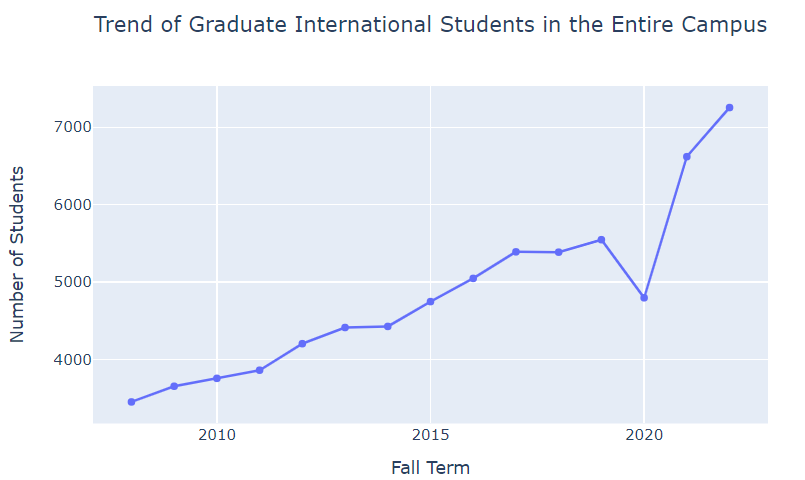 Trend of Graduate International Students in the Entire Campus
Number of Students
7000
6000
5000
4000
2010
2015
2020
Fall Term